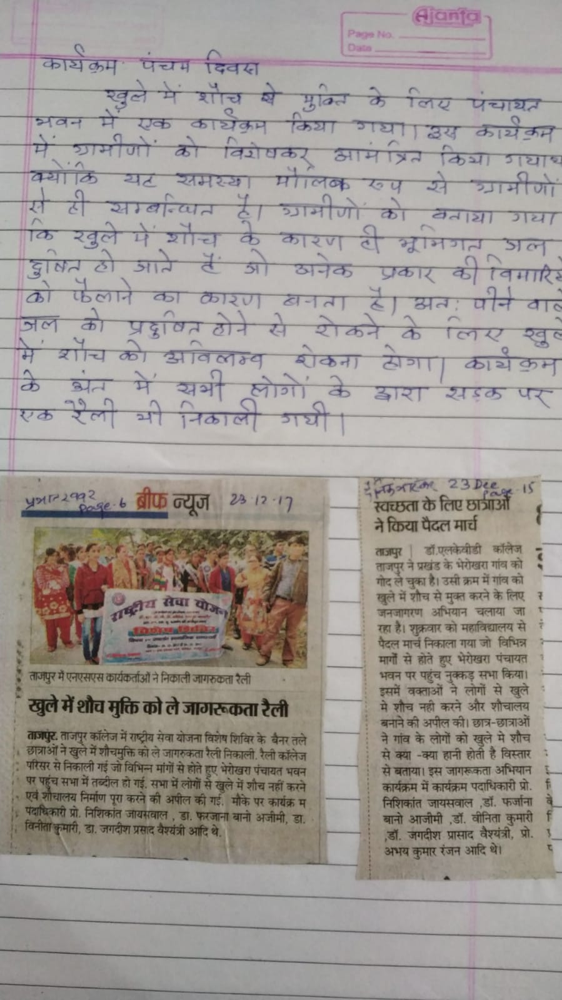 Ajanta
Page No.
Date
कार्यक्रम पंचम दिवस
खुले में शौच से मुक्ति के लिए पंचायत
भवन में एक कार्यक्रम किया गया। इस कार्यक्रम
में ग्रामीणों को विशेषकर आमंत्रित किया गया था
क्योंकि यह समस्या मौलिक रूप से ग्रामीणों
से ही सम्बन्धित है। ग्रामीणों को बताया गया
कि खुले में शौच के कारण ही भूमिगत जल
दुषित हो जाते हैं जो अनेक प्रकार की
को फैलाने का कारण बनता है। अतः पीने वाले
जल को प्रदुषित होने से रोकने के लिए खुले
में शौच को अविलम्ब रोकना होगा। कार्यक्रम
के अंत में सभी लोगों के द्वारा सड़क पर
एक रैली भी निकाली गयी।
प्रभात खबर
Page-6 ब्रीफ न्यूज 23-12-17
राष्ट्रीय सेवा योजना
विशेष शिविर
ताजपुर में एनएसएस कार्यकर्ताओं ने निकाली जागरुकता रैली
खुले में शौच मुक्ति को ले जागरूकता रैली
ताजपुर. ताजपुर कॉलेज में राष्ट्रीय सेवा योजना विशेष शिविर के बैनर तले
छात्राओं ने खुले में शौचमुक्ति को ले जागरुकता रैली निकाली. रैली कॉलेज
परिसर से निकाली गई जो विभिन्न मांगों से होते हुए भेरोखरा पंचायत भवन
पर पहुंच सभा में तब्दील हो गई. सभा में लोगों से खुले में शौच नहीं करने
एवं शौचालय निर्माण पूरा करने की अपील की गई. मौके पर कार्यक्र म
पदाधिकारी प्रो. निशिकांत जायसवाल , डा. फरजाना बानो अजीमी, डा.
विनीता कुमारी, डा. जगदीश प्रसाद वैश्यंत्री आदि थे.
23 Dec
Page-15
स्वच्छता के लिए छात्राओं
ने किया पैदल मार्च
ताजपुर | डॉ.एलकेवीडी कॉलेज
ताजपुर ने प्रखंड के भेरोखरा गांव को
गोद ले चुका है। उसी क्रम में गांव को
खुले में शौच से मुक्त करने के लिए
जनजागरण अभियान चलाया जा
रहा है। शुक्रवार को महाविद्यालय से
पैदल मार्च निकाला गया जो विभिन्न
मार्गों से होते हुए भेरोखरा पंचायत
भवन पर पहुंच नुक्कड़ सभा किया।
इसमें वक्ताओं ने लोगों से खुले
मे शौच नही करने और शौचालय
बनाने की अपील की। छात्र-छात्राओं
ने गांव के लोगों को खुले मे शौच
से क्या -क्या हानी होती है विस्तार
से बताया। इस जागरूकता अभियान
कार्यक्रम में कार्यक्रम पदाधिकारी प्रो.
निशिकांत जायसवाल ,डॉ. फर्जाना
बानो आजीमी ,डॉ. वीनिता कुमारी
,डॉ. जगदीश प्रासाद वैश्यंत्री, प्रो.
अभय कुमार रंजन आदि थे।